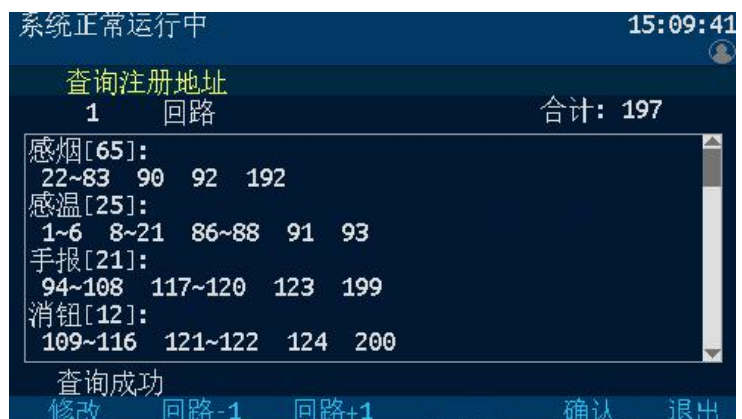 系统正常运行中 15:09:41
查询注册地址
1 回路 合计: 197
感烟[65]:
22~83 90 92 192
感温[25]:
1~6 8~21 86~88 91 93
手报[21]:
94~108 117~120 123 199
消钮[12]:
109~116 121~122 124 200
查询成功
修改 回路-1 回路+1 确认 退出